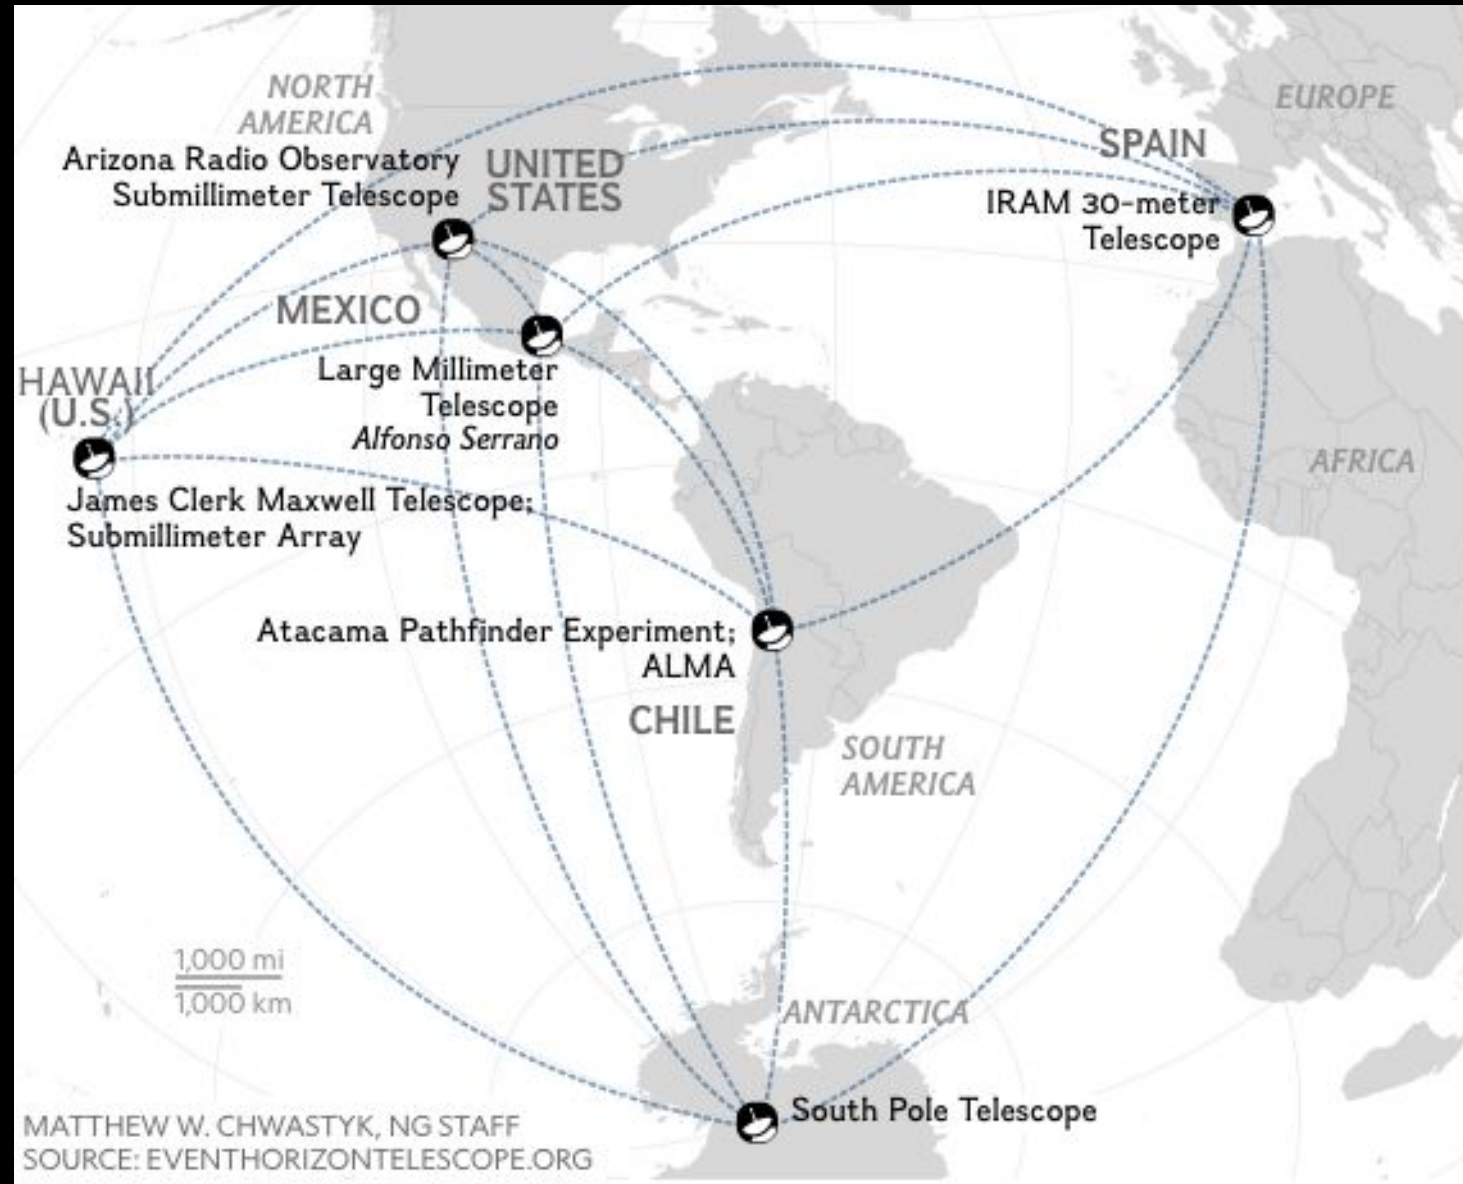 NORTH
AMERICA
EUROPE
SPAIN
Arizona Radio Observatory
Submillimeter Telescope
UNITED
STATES
IRAM 30-meter
Telescope
MEXICO
HAWAII
(U.S.)
Large Millimeter
Telescope
Alfonso Serrano
AFRICA
James Clerk Maxwell Telescope;
Submillimeter Array
Atacama Pathfinder Experiment;
ALMA
CHILE
SOUTH
AMERICA
1,000 mi
1,000 km
ANTARCTICA
South Pole Telescope
MATTHEW W. CHWASTYK, NG STAFF
SOURCE: EVENTHORIZONTELESCOPE.ORG